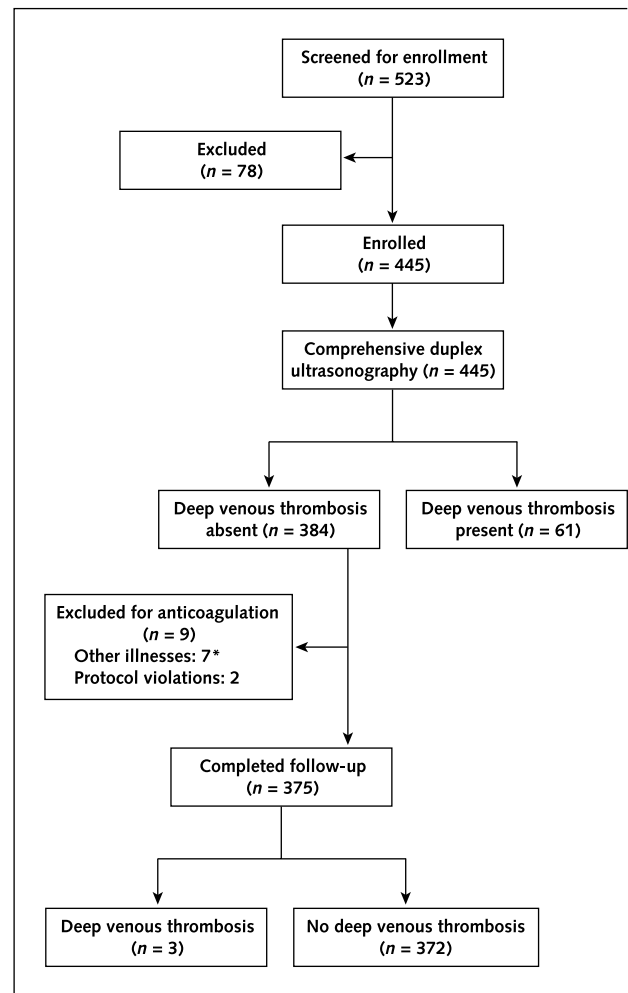 Screened for enrollment
(n = 523)
Excluded
(n = 78)
Enrolled
(n = 445)
Comprehensive duplex
ultrasonography (n = 445)
Deep venous thrombosis
absent (n = 384)
Deep venous thrombosis
present (n = 61)
Excluded for anticoagulation
(n = 9)
Other illnesses: 7*
Protocol violations: 2
Completed follow-up
(n = 375)
Deep venous thrombosis
(n = 3)
No deep venous thrombosis
(n = 372)